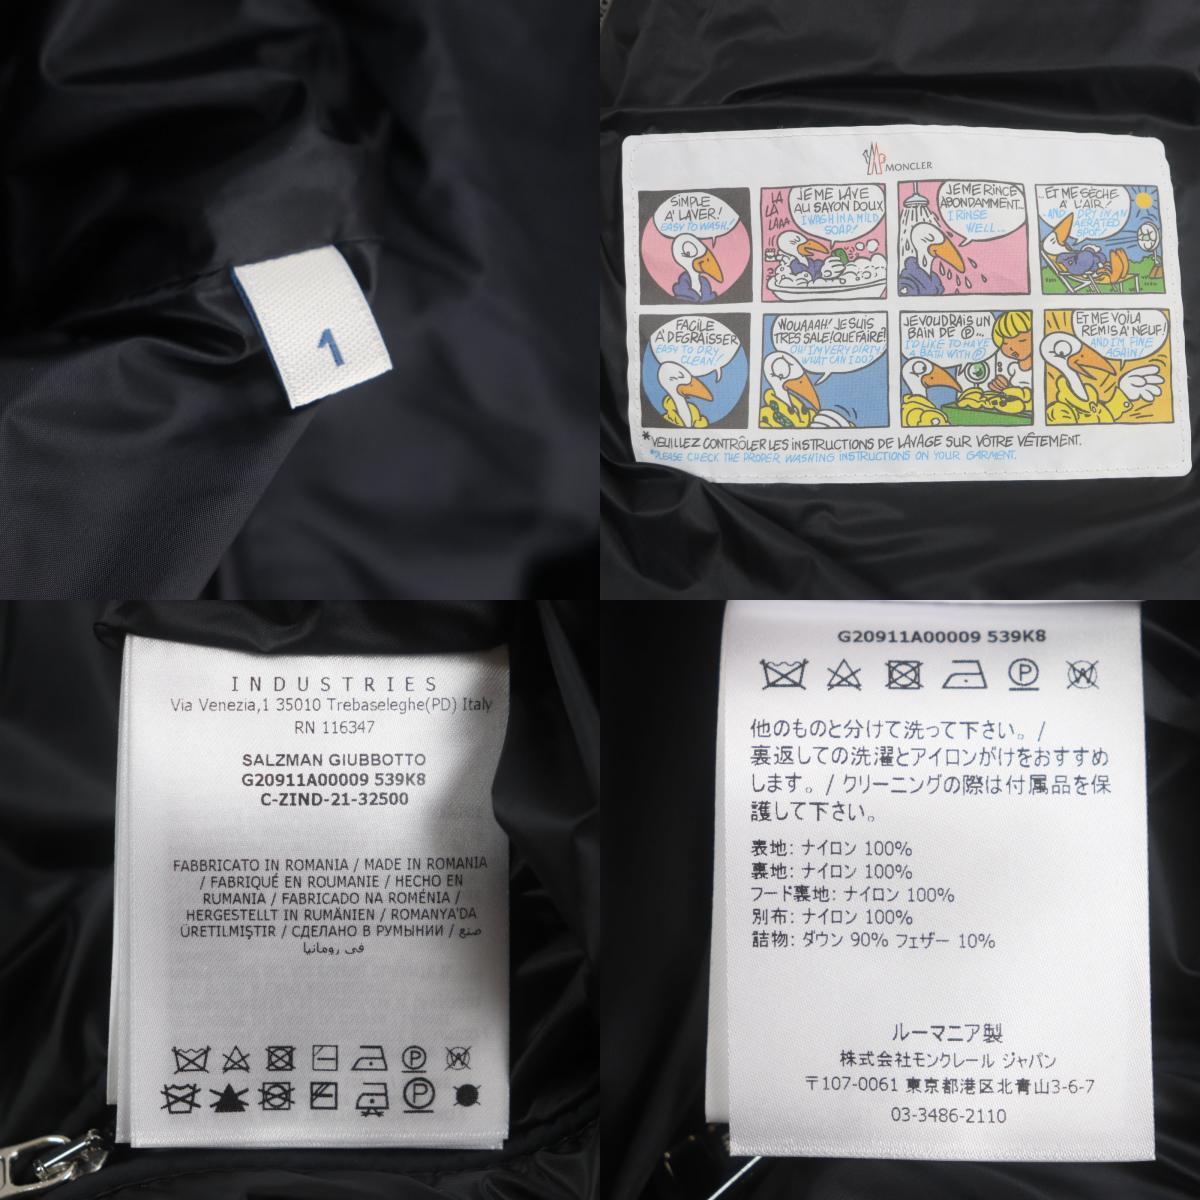 1
MONCLER
SIMPLE
A' LAVER!
EASY TO WASH!
LA
LA
LAAA
JE ME LAVE
AU SAVON DOUX
I WASH IN A MILD
SOAP!
JE ME RINCE
ABONDAMMENT...
I RINSE
WELL...
...ET ME SÈCHE
A' L'AIR!
...AND DRY IN AN
AERATED
SPOT!
FACILE
A' DEGRAISSER
EASY TO DRY
CLEAN!
WOUAAAH! JE SUIS
TRES SALE! QUE FAIRE!
OH! I'M VERY DIRTY
WHAT CAN I DO?
JE VOUDRAIS UN
BAIN DE Ⓟ...
I'D LIKE TO HAVE
A BATH WITH Ⓟ
ET ME VOILA
REMIS A' NEUF!
AND I'M FINE
AGAIN!
*VEUILLEZ CONTRÔLER LES INSTRUCTIONS DE LAVAGE SUR VÔTRE VÊTEMENT.
*PLEASE CHECK THE PROPER WASHING INSTRUCTIONS ON YOUR GARMENT.
INDUSTRIES
Via Venezia,1 35010 Trebaseleghe(PD) Italy
RN 116347
SALZMAN GIUBBOTTO
G20911A00009 539K8
C-ZIND-21-32500
FABBRICATO IN ROMANIA / MADE IN ROMANIA
/ FABRIQUÉ EN ROUMANIE / HECHO EN
RUMANIA / FABRICADO NA ROMÉNIA /
HERGESTELLT IN RUMÄNIEN / ROMANYA'DA
ÜRETILMIŞTIR / СДЕЛАНО В РУМЫНИИ / صنع
في رومانيا
P W
P
G20911A00009 539K8
P W
他のものと分けて洗って下さい。/
裏返しての洗濯とアイロンがけをおすすめ
します。/ クリーニングの際は付属品を保
護して下さい。
表地: ナイロン 100%
裏地: ナイロン 100%
フード裏地: ナイロン 100%
別布: ナイロン 100%
詰物: ダウン 90% フェザー 10%
ルーマニア製
株式会社モンクレール ジャパン
〒107-0061 東京都港区北青山3-6-7
03-3486-2110